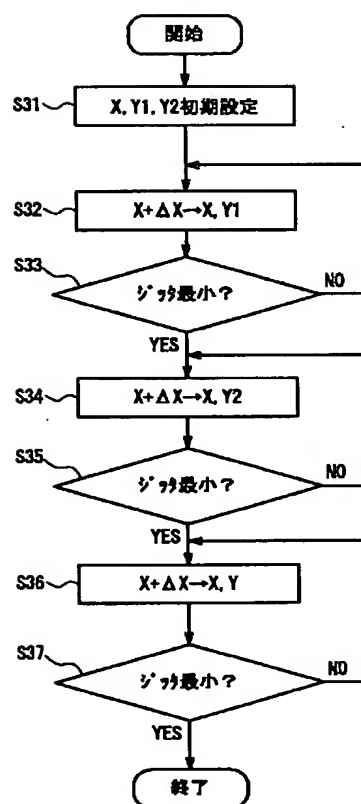 開始
S31
X,Y1,Y2初期設定
S32
X+ΔX→X,Y1
S33
ジッタ最小?
NO
YES
S34
X+ΔX→X,Y2
S35
ジッタ最小?
NO
YES
S36
X+ΔX→X,Y
S37
ジッタ最小?
NO
YES
終了